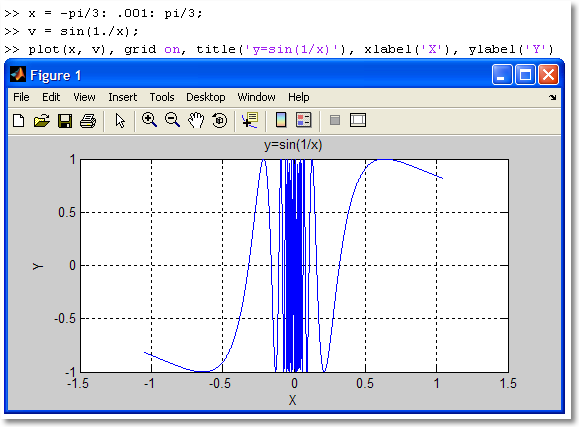 >> x = -pi/3: .001: pi/3;
>> v = sin(1./x);
>> plot(x, v), grid on, title('y=sin(1/x)'), xlabel('X'), ylabel('Y')
Figure 1
File Edit View Insert Tools Desktop Window Help
y=sin(1/x)
1
0.5
0
-0.5
-1
Y
-1.5 -1 -0.5 0 0.5 1 1.5
X